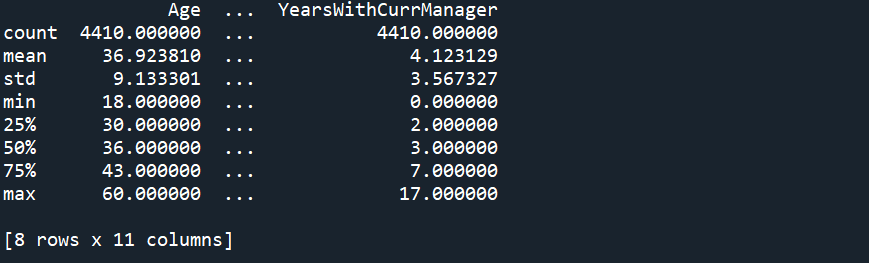 Age ... YearsWithCurrManager
count 4410.000000 ... 4410.000000
mean 36.923810 ... 4.123129
std 9.133301 ... 3.567327
min 18.000000 ... 0.000000
25% 30.000000 ... 2.000000
50% 36.000000 ... 3.000000
75% 43.000000 ... 7.000000
max 60.000000 ... 17.000000
[8 rows x 11 columns]